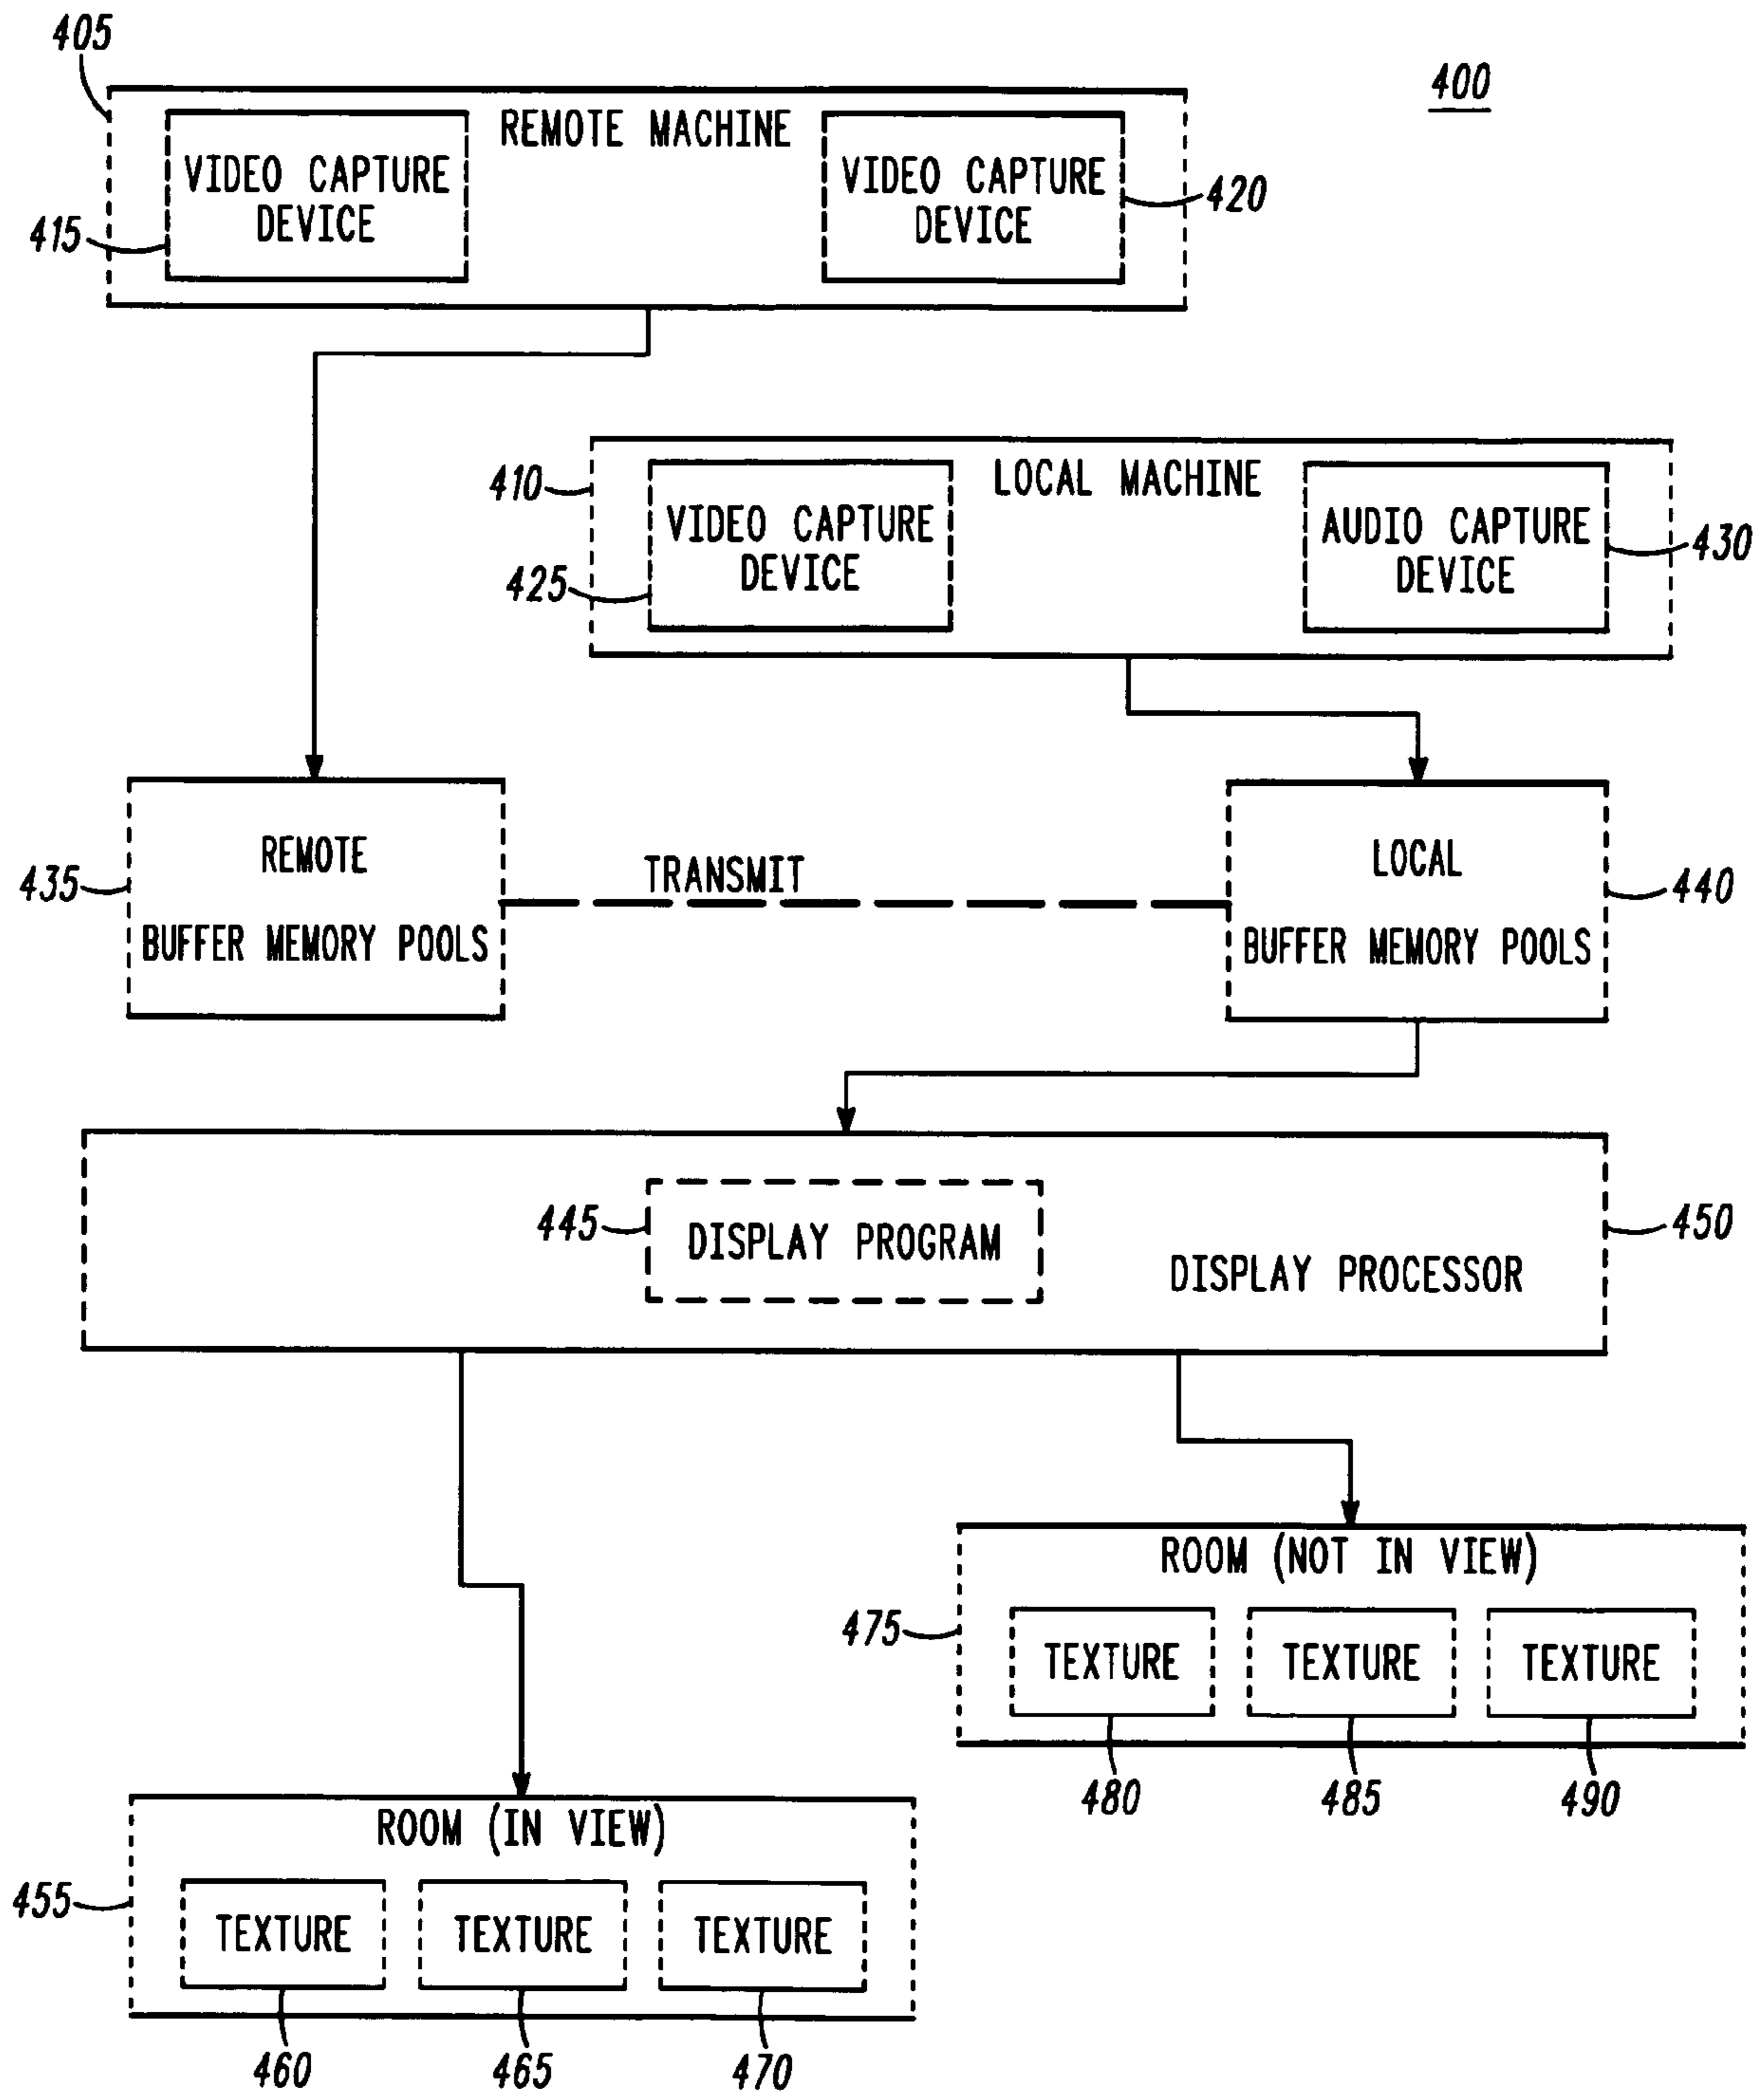 405
400
REMOTE MACHINE
VIDEO CAPTURE
DEVICE
VIDEO CAPTURE
DEVICE
415
420
410
LOCAL MACHINE
VIDEO CAPTURE
DEVICE
AUDIO CAPTURE
DEVICE
425
430
REMOTE
BUFFER MEMORY POOLS
435
TRANSMIT
LOCAL
BUFFER MEMORY POOLS
440
445
DISPLAY PROGRAM
DISPLAY PROCESSOR
450
ROOM (NOT IN VIEW)
475
TEXTURE
TEXTURE
TEXTURE
480
485
490
ROOM (IN VIEW)
455
TEXTURE
TEXTURE
TEXTURE
460
465
470